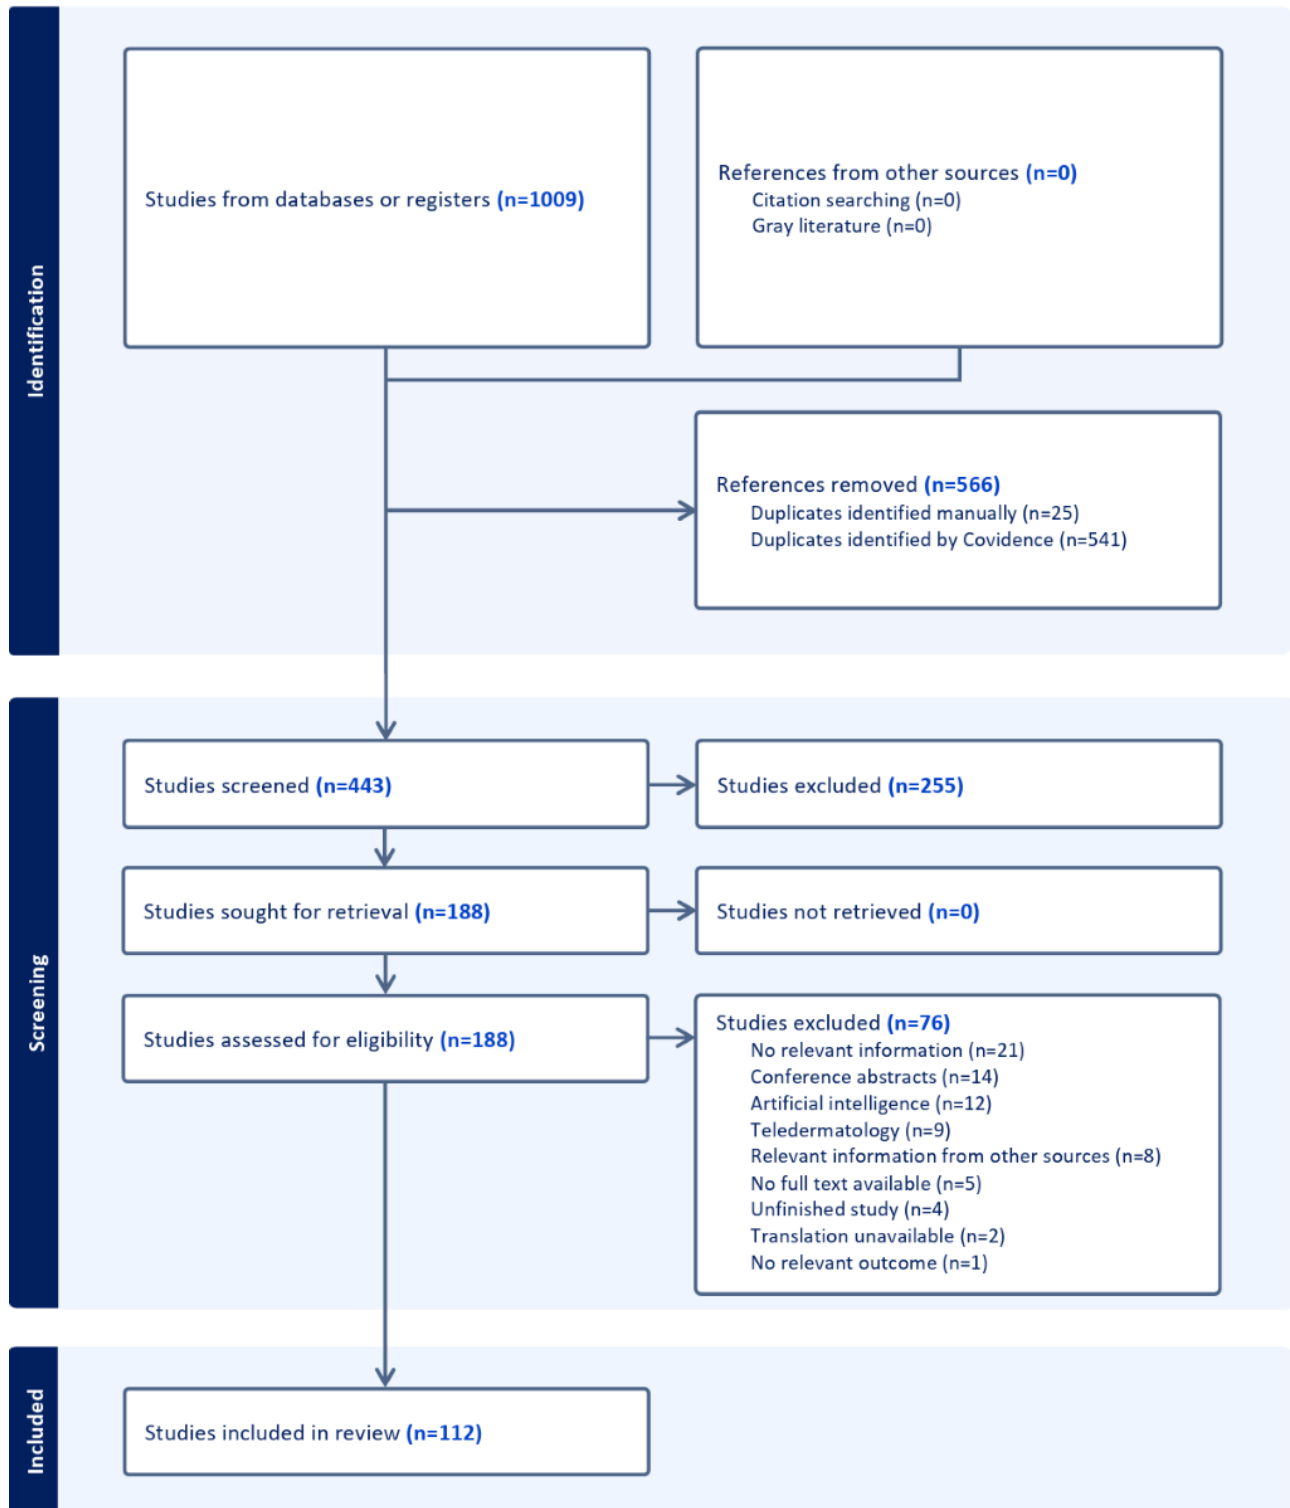 Identification
Studies from databases or registers (n=1009)
References from other sources (n=0)
Citation searching (n=0)
Gray literature (n=0)
References removed (n=566)
Duplicates identified manually (n=25)
Duplicates identified by Covidence (n=541)
Screening
Studies screened (n=443)
Studies excluded (n=255)
Studies sought for retrieval (n=188)
Studies not retrieved (n=0)
Studies assessed for eligibility (n=188)
Studies excluded (n=76)
No relevant information (n=21)
Conference abstracts (n=14)
Artificial intelligence (n=12)
Teledermatology (n=9)
Relevant information from other sources (n=8)
No full text available (n=5)
Unfinished study (n=4)
Translation unavailable (n=2)
No relevant outcome (n=1)
Included
Studies included in review (n=112)